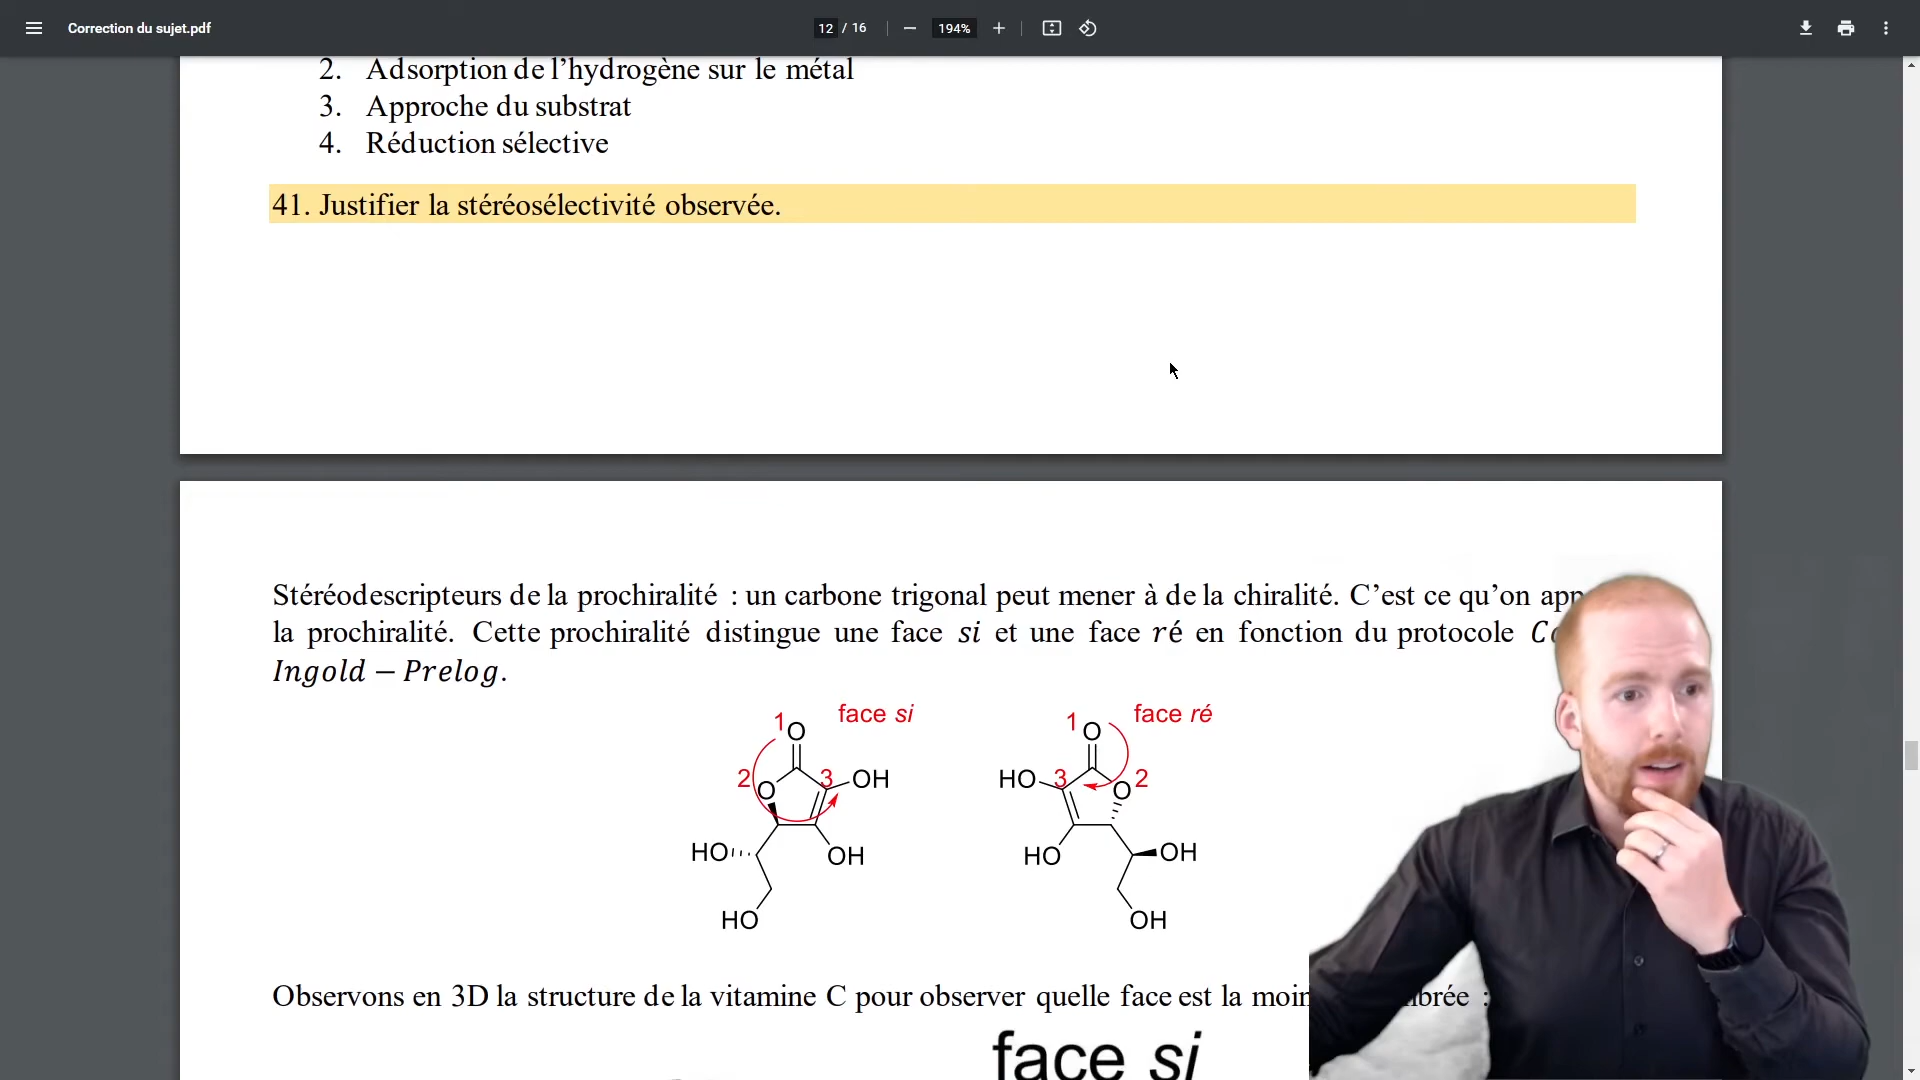 Correction du sujet.pdf
12 / 16
194%
2. Adsorption de l'hydrogène sur le métal
3. Approche du substrat
4. Réduction sélective
41. Justifier la stéréosélectivité observée.
Stéréodescripteurs de la prochiralité : un carbone trigonal peut mener à de la chiralité. C'est ce qu'on
la prochiralité. Cette prochiralité distingue une face si et une face ré en fonction du protocole
Ingold – Prelog.
1 O face si
2 O 3 OH
HO OH
HO
1 O face ré
HO 3 O 2
HO OH
OH
Observons en 3D la structure de la vitamine C pour observer quelle face est la :
face si